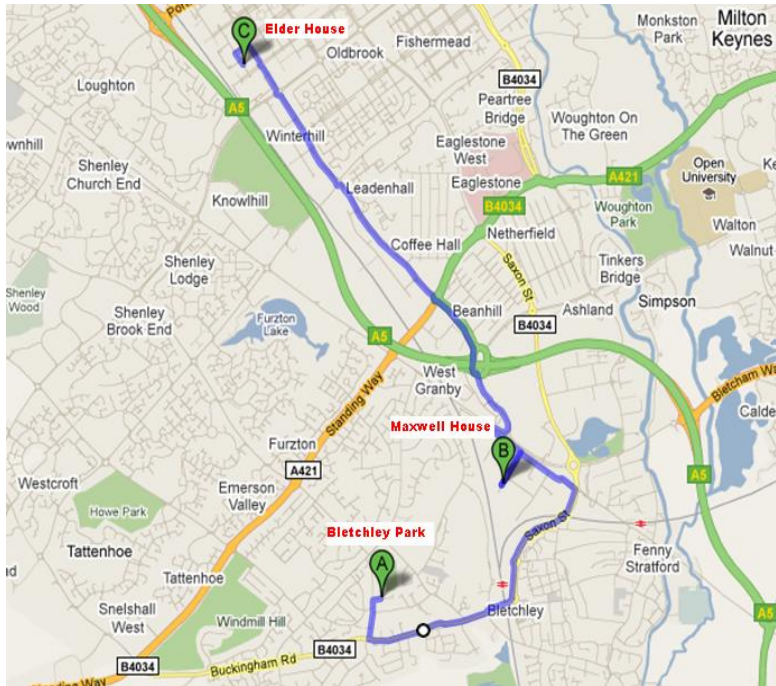 C
Elder House
Oldbrook
Fishermead
Monkston
Park
Milton
Keynes
Loughton
A5
B4034
Peartree
Bridge
Woughton On
The Green
Winterhill
Eaglestone
West
Shenley
Church End
Leadenhall
Eaglestone
A421
Open
University
Knowlhill
B4034
Woughton
Park
Walton
Netherfield
Coffee Hall
Walnut
Shenley
Lodge
Saxon St
Tinkers
Bridge
Shenley
Wood
Shenley
Brook End
Furzton
Lake
Beanhill
Ashland
Simpson
A5
B4034
West
Granby
Standing Way
Bletcham Wa
Calde
Maxwell House
Furzton
B
A421
A5
Westcroft
Emerson
Valley
Howe Park
Saxon St
Bletchley Park
Tattenhoe
A
Fenny
Stratford
Tattenhoe
Snelshall
West
Windmill Hill
Bletchley
A5
B4034
Buckingham Rd
B4034